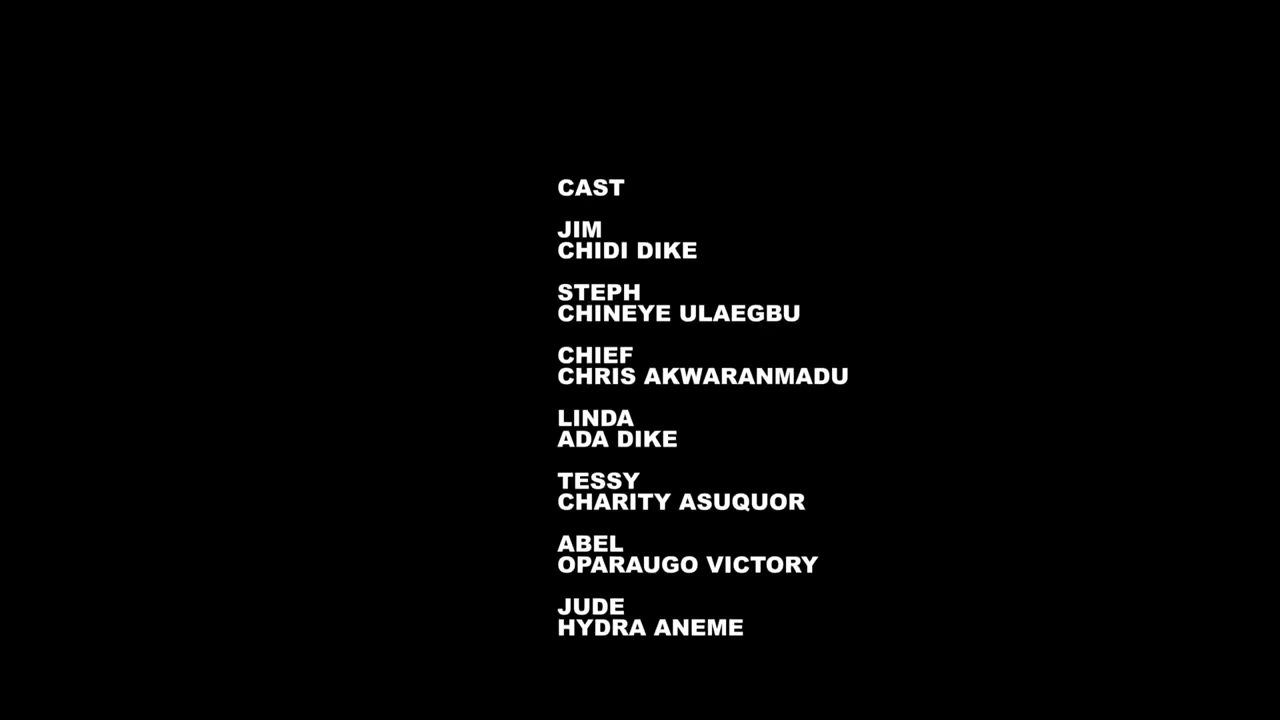 CAST
JIM
CHIDI DIKE
STEPH
CHINEYE ULAEGBU
CHIEF
CHRIS AKWARANMADU
LINDA
ADA DIKE
TESSY
CHARITY ASUQUOR
ABEL
OPARAUGO VICTORY
JUDE
HYDRA ANEME